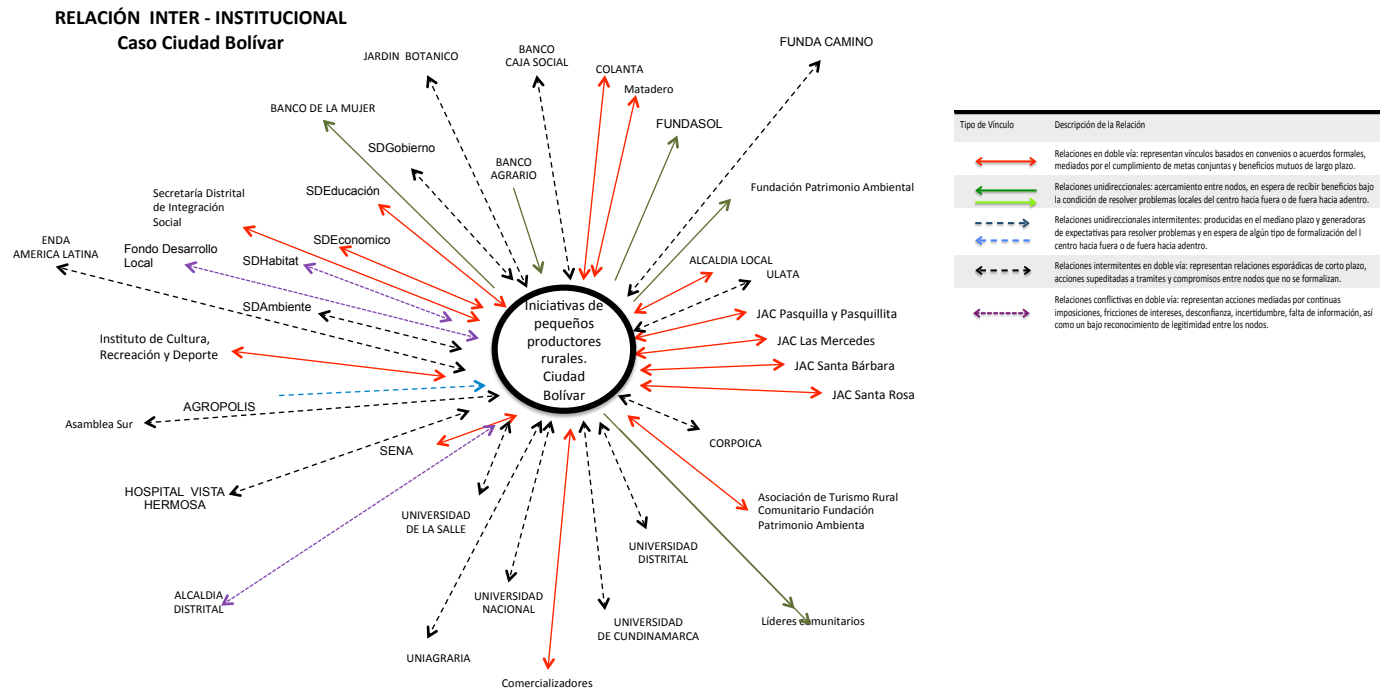 RELACIÓN INTER - INSTITUCIONAL
Caso Ciudad Bolívar
JARDIN BOTANICO
BANCO
CAJA SOCIAL
COLANTA
Matadero
FUNDA CAMINO
BANCO DE LA MUJER
FUNDASOL
SDGobierno
BANCO
AGRARIO
SDEducación
Fundación Patrimonio Ambiental
Secretaría Distrital
de Integración
Social
ENDA
AMERICA LATINA
Fondo Desarrollo
Local
SDEconomico
SDHabitat
ALCALDIA LOCAL
ULATA
SDAmbiente
Iniciativas de
pequeños
productores
rurales.
Ciudad
Bolívar
JAC Pasquilla y Pasquillita
JAC Las Mercedes
JAC Santa Bárbara
JAC Santa Rosa
Instituto de Cultura,
Recreación y Deporte
AGROPOLIS
Asamblea Sur
SENA
CORPOICA
HOSPITAL VISTA
HERMOSA
UNIVERSIDAD
DE LA SALLE
Asociación de Turismo Rural
Comunitario Fundación
Patrimonio Ambienta
UNIVERSIDAD
DISTRITAL
ALCALDIA
DISTRITAL
UNIVERSIDAD
NACIONAL
UNIVERSIDAD
DE CUNDINAMARCA
Líderes comunitarios
UNIAGRARIA
Comercializadores
Tipo de Vínculo
Descripción de la Relación
Relaciones en doble vía: representan vínculos basados en convenios o acuerdos formales,
mediados por el cumplimiento de metas conjuntas y beneficios mutuos de largo plazo.
Relaciones unidireccionales: acercamiento entre nodos, en espera de recibir beneficios bajo
la condición de resolver problemas locales del centro hacia fuera o de fuera hacia adentro.
Relaciones unidireccionales intermitentes: producidas en el mediano plazo y generadoras
de expectativas para resolver problemas y en espera de algún tipo de formalización del l
centro hacia fuera o de fuera hacia adentro.
Relaciones intermitentes en doble vía: representan relaciones esporádicas de corto plazo,
acciones supeditadas a tramites y compromisos entre nodos que no se formalizan.
Relaciones conflictivas en doble vía: representan acciones mediadas por continuas
imposiciones, fricciones de intereses, desconfianza, incertidumbre, falta de información, así
como un bajo reconocimiento de legitimidad entre los nodos.